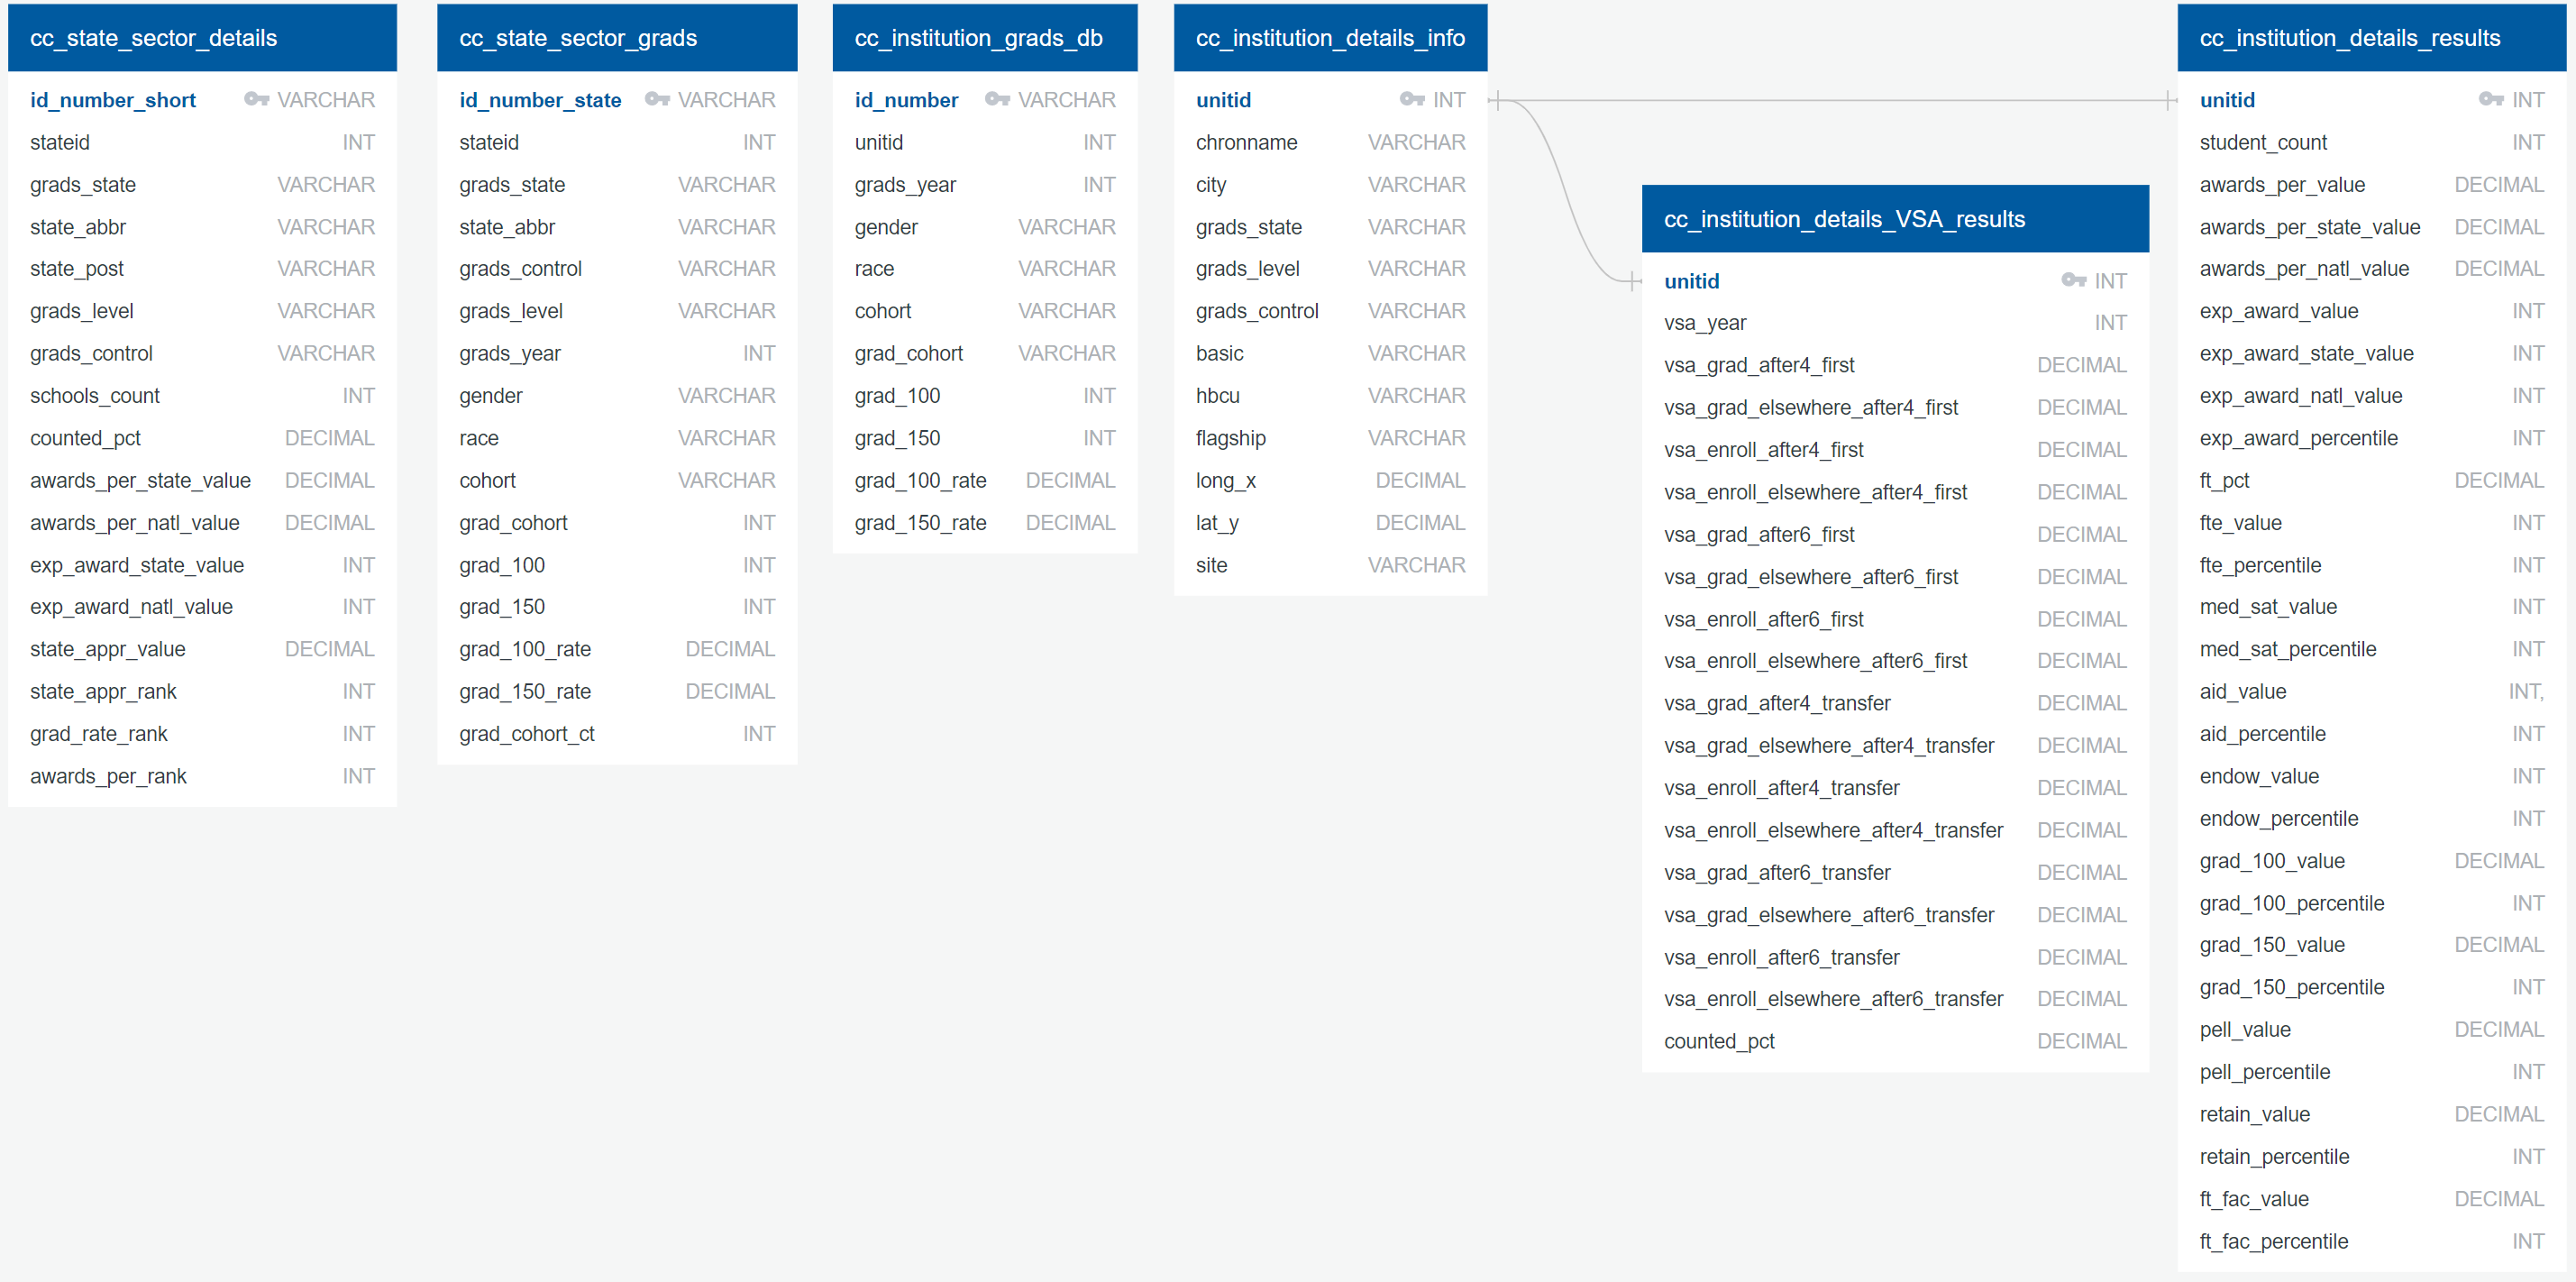 cc_state_sector_details
id_number_short VARCHAR
stateid INT
grads_state VARCHAR
state_abbr VARCHAR
state_post VARCHAR
grads_level VARCHAR
grads_control VARCHAR
schools_count INT
counted_pct DECIMAL
awards_per_state_value DECIMAL
awards_per_natl_value DECIMAL
exp_award_state_value INT
exp_award_natl_value INT
state_appr_value DECIMAL
state_appr_rank INT
grad_rate_rank INT
awards_per_rank INT
cc_state_sector_grads
id_number_state VARCHAR
stateid INT
grads_state VARCHAR
state_abbr VARCHAR
grads_control VARCHAR
grads_level VARCHAR
grads_year INT
gender VARCHAR
race VARCHAR
cohort VARCHAR
grad_cohort INT
grad_100 INT
grad_150 INT
grad_100_rate DECIMAL
grad_150_rate DECIMAL
grad_cohort_ct INT
cc_institution_grads_db
id_number VARCHAR
unitid INT
grads_year INT
gender VARCHAR
race VARCHAR
cohort VARCHAR
grad_cohort VARCHAR
grad_100 INT
grad_150 INT
grad_100_rate DECIMAL
grad_150_rate DECIMAL
cc_institution_details_info
unitid INT
chronname VARCHAR
city VARCHAR
grads_state VARCHAR
grads_level VARCHAR
grads_control VARCHAR
basic VARCHAR
hbcu VARCHAR
flagship VARCHAR
long_x DECIMAL
lat_y DECIMAL
site VARCHAR
cc_institution_details_VSA_results
unitid INT
vsa_year INT
vsa_grad_after4_first DECIMAL
vsa_grad_elsewhere_after4_first DECIMAL
vsa_enroll_after4_first DECIMAL
vsa_enroll_elsewhere_after4_first DECIMAL
vsa_grad_after6_first DECIMAL
vsa_grad_elsewhere_after6_first DECIMAL
vsa_enroll_after6_first DECIMAL
vsa_enroll_elsewhere_after6_first DECIMAL
vsa_grad_after4_transfer DECIMAL
vsa_grad_elsewhere_after4_transfer DECIMAL
vsa_enroll_after4_transfer DECIMAL
vsa_enroll_elsewhere_after4_transfer DECIMAL
vsa_grad_after6_transfer DECIMAL
vsa_grad_elsewhere_after6_transfer DECIMAL
vsa_enroll_after6_transfer DECIMAL
vsa_enroll_elsewhere_after6_transfer DECIMAL
counted_pct DECIMAL
cc_institution_details_results
unitid INT
student_count INT
awards_per_value DECIMAL
awards_per_state_value DECIMAL
awards_per_natl_value DECIMAL
exp_award_value INT
exp_award_state_value INT
exp_award_natl_value INT
exp_award_percentile INT
ft_pct DECIMAL
fte_value INT
fte_percentile INT
med_sat_value INT
med_sat_percentile INT
aid_value INT,
aid_percentile INT
endow_value INT
endow_percentile INT
grad_100_value DECIMAL
grad_100_percentile INT
grad_150_value DECIMAL
grad_150_percentile INT
pell_value DECIMAL
pell_percentile INT
retain_value DECIMAL
retain_percentile INT
ft_fac_value DECIMAL
ft_fac_percentile INT